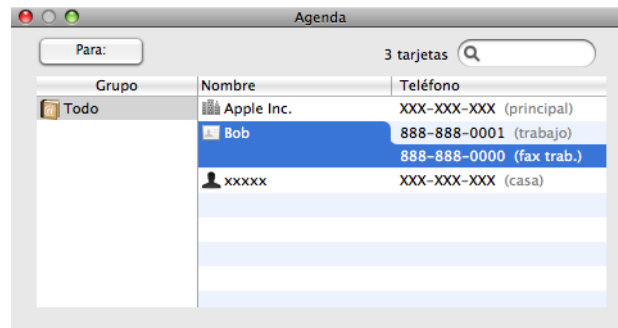 Agenda
Para:
3 tarjetas
Grupo Nombre Teléfono
Todo Apple Inc. XXX-XXX-XXX (principal)
Bob 888-888-0001 (trabajo)
888-888-0000 (fax trab.)
xxxxx XXX-XXX-XXX (casa)